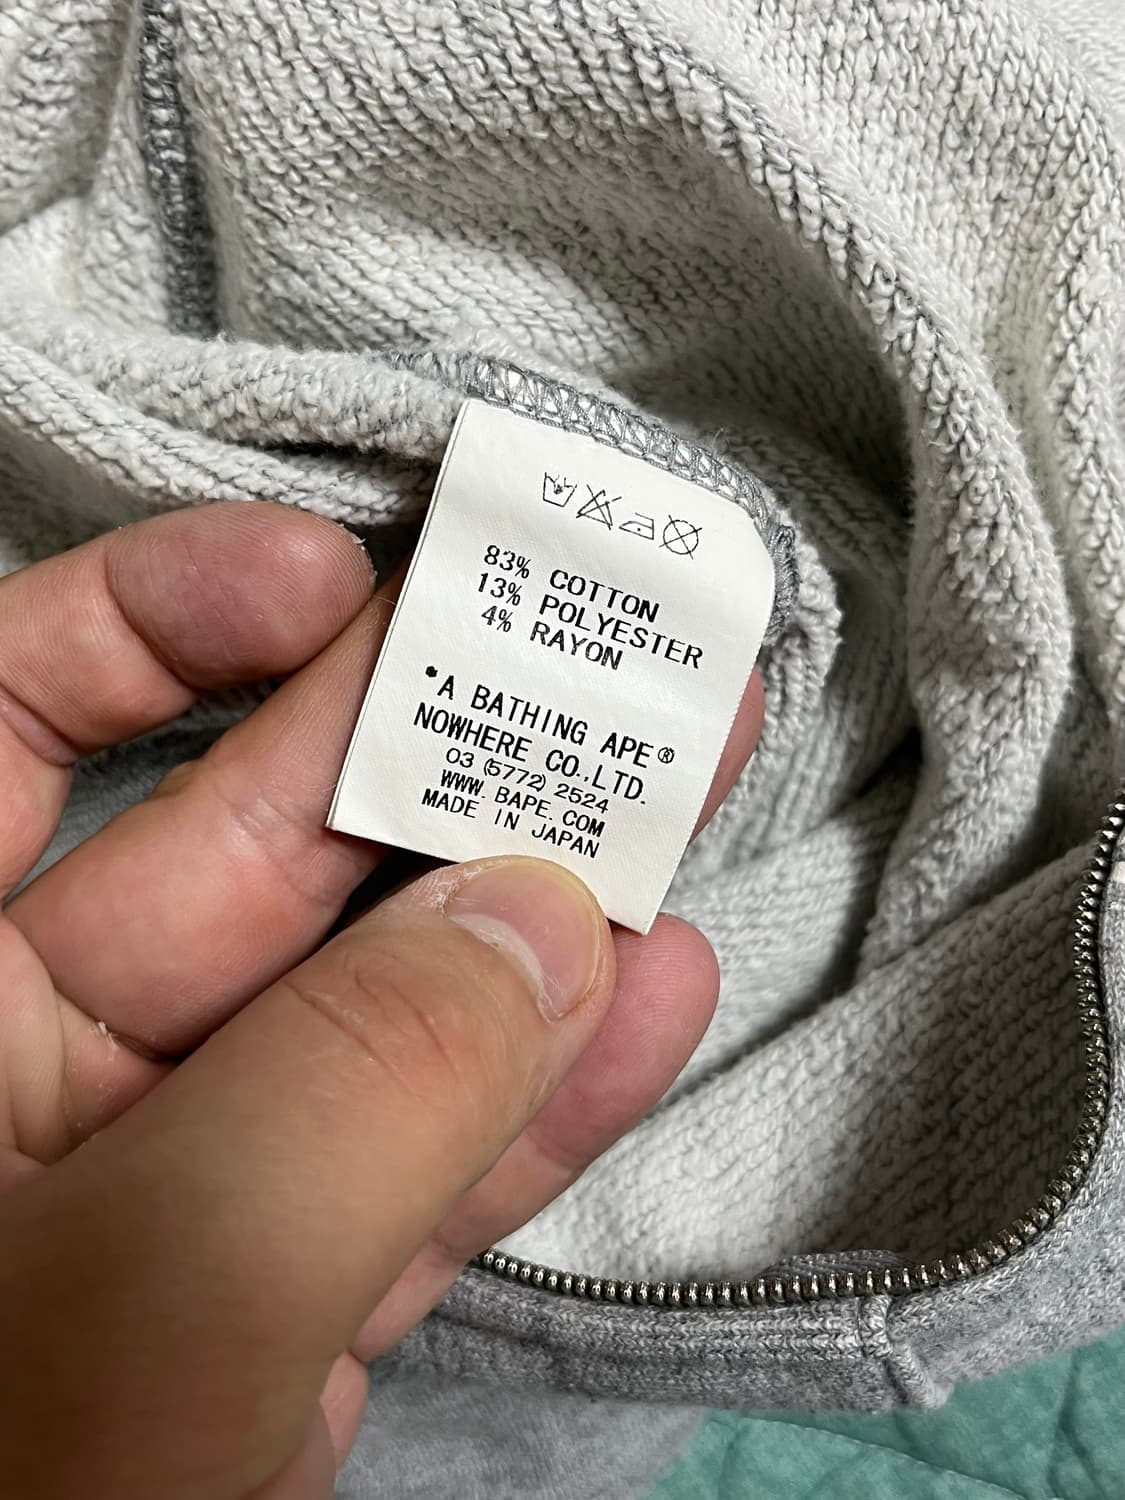 83% COTTON
13% POLYESTER
4% RAYON
*A BATHING APE®
NOWHERE CO.,LTD.
03 (5772) 2524
WWW. BAPE. COM
MADE IN JAPAN